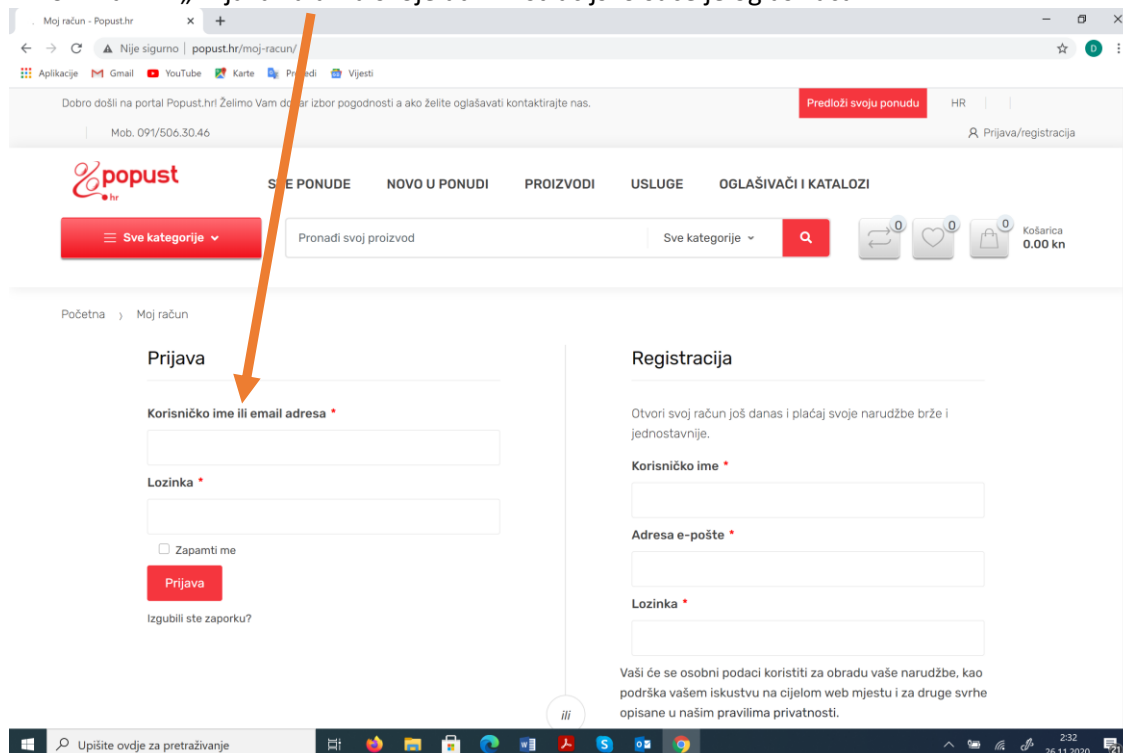 Moj račun - Popust.hr
Nije sigurno | popust.hr/moj-racun/
Aplikacije Gmail YouTube Karte Vijesti
Dobro došli na portal Popust.hr! Želimo Vam izbor pogodnosti a ako želite oglašavati kontaktirajte nas.
Predloži svoju ponudu
HR
Mob. 091/506.30.46
Prijava/registracija
popust
hr
PONUDE NOVO U PONUDI PROIZVODI USLUGE OGLAŠIVAČI I KATALOZI
Sve kategorije
Pronađi svoj proizvod
Sve kategorije
0
0
0
Košarica
0.00 kn
Početna > Moj račun
Prijava
Korisničko ime ili email adresa *
Lozinka *
Zapamti me
Prijava
Izgubili ste zaporku?
ili
Registracija
Otvori svoj račun još danas i plaćaj svoje narudžbe brže i
jednostavnije.
Korisničko ime *
Adresa e-pošte *
Lozinka *
Vaši će se osobni podaci koristiti za obradu vaše narudžbe, kao
podrška vašem iskustvu na cijelom web mjestu i za druge svrhe
opisane u našim pravilima privatnosti.
Upišite ovdje za pretraživanje
2:32
26.11.2020
21